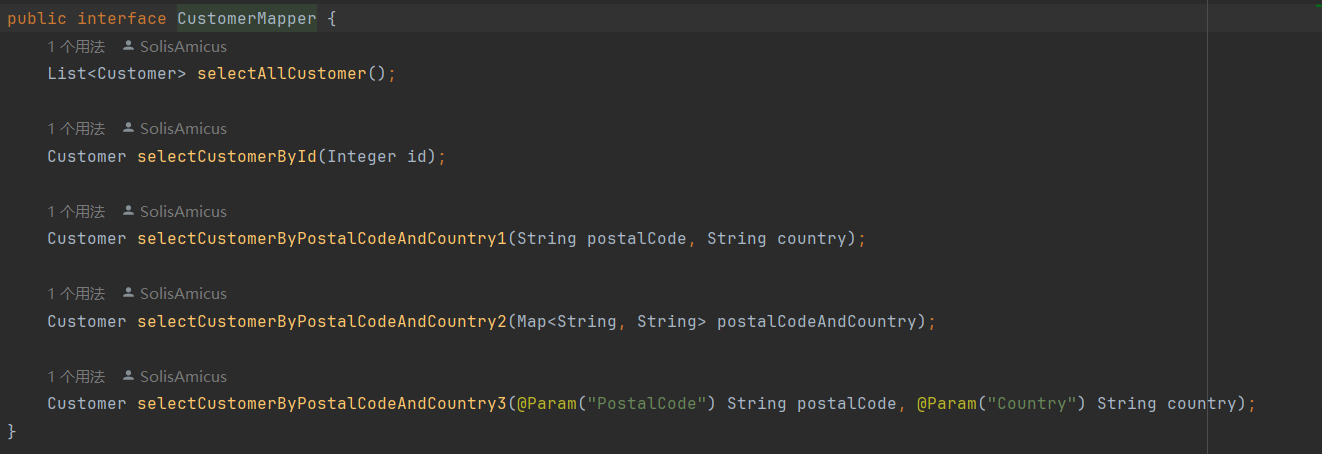 public interface CustomerMapper {
1 个用法 SolisAmicus
List<Customer> selectAllCustomer();
1 个用法 SolisAmicus
Customer selectCustomerById(Integer id);
1 个用法 SolisAmicus
Customer selectCustomerByPostalCodeAndCountry1(String postalCode, String country);
1 个用法 SolisAmicus
Customer selectCustomerByPostalCodeAndCountry2(Map<String, String> postalCodeAndCountry);
1 个用法 SolisAmicus
Customer selectCustomerByPostalCodeAndCountry3(@Param("PostalCode") String postalCode, @Param("Country") String country);
}